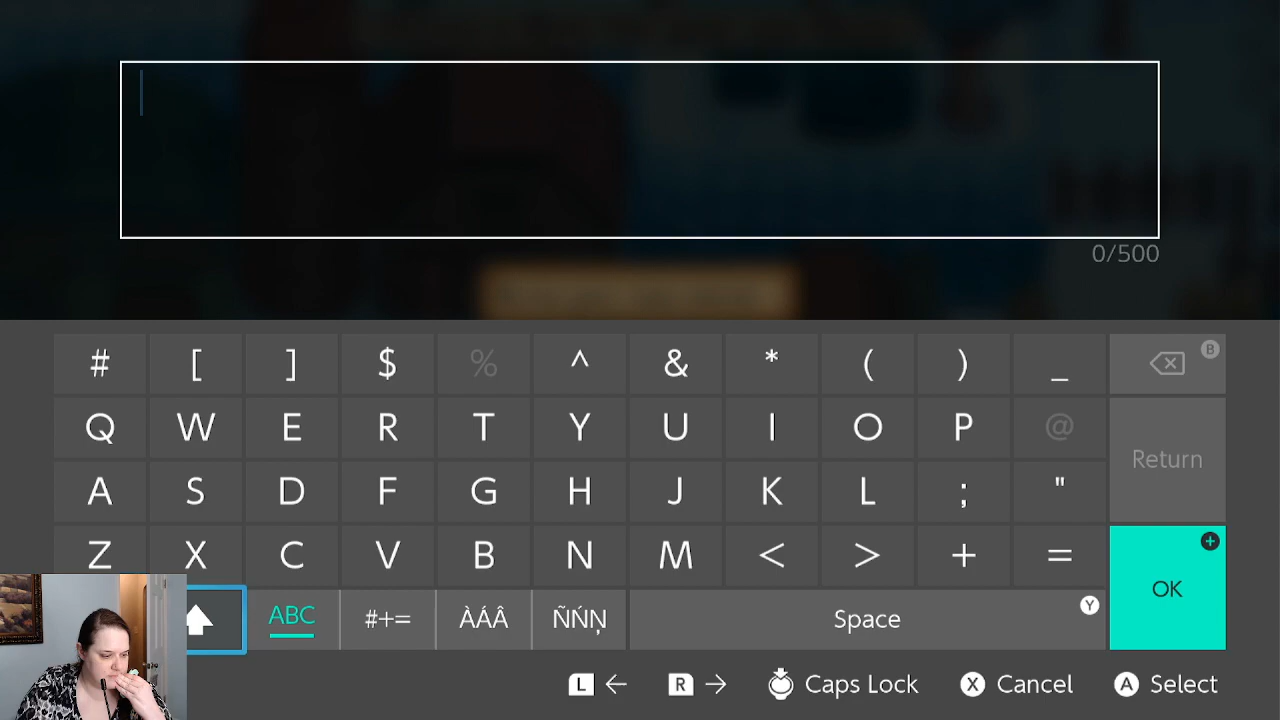 0/500
# [ ] $ % ^ & * ( ) _ B
Q W E R T Y U I O P @ Return
A S D F G H J K L ; "
Z X C V B N M < > + = + OK
ABC #+= ÀÁÂ ÑŃŅ Space Y
L ← R → Caps Lock X Cancel A Select